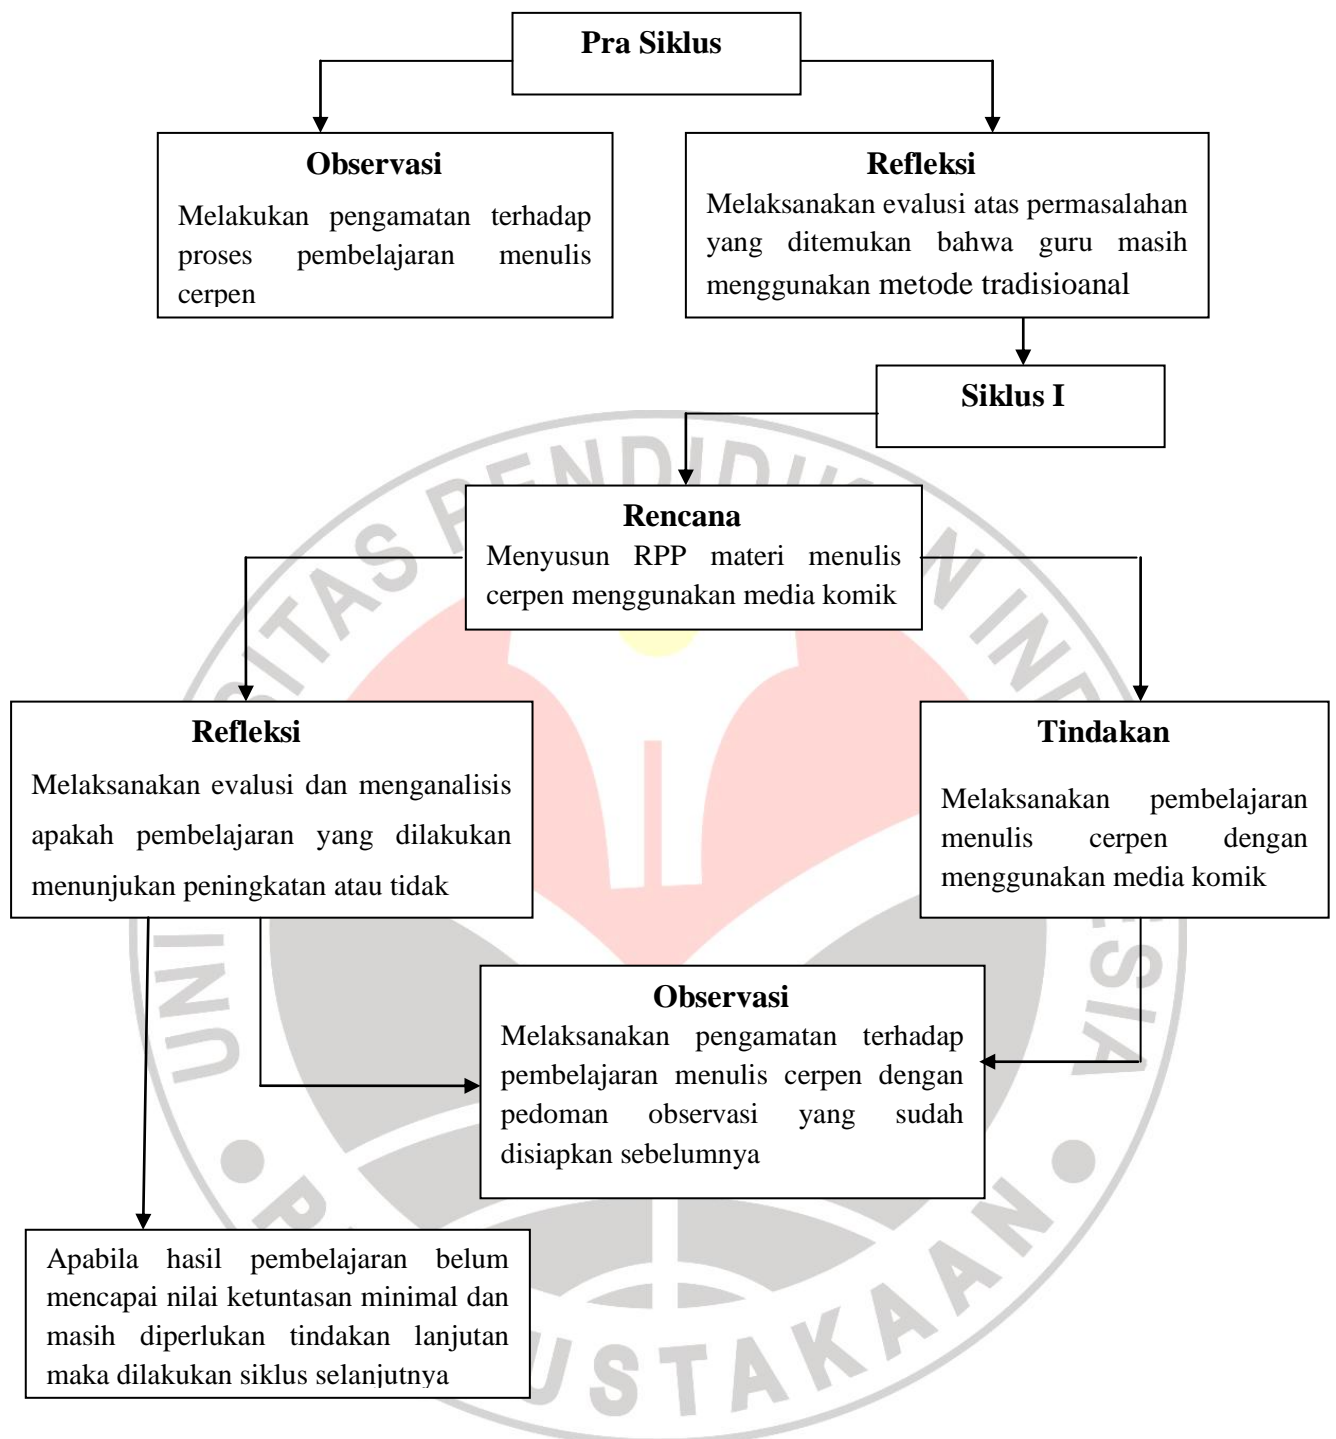 Pra Siklus
Observasi
Melakukan pengamatan terhadap
proses pembelajaran menulis
cerpen
Refleksi
Melaksanakan evalusi atas permasalahan
yang ditemukan bahwa guru masih
menggunakan metode tradisioanal
Siklus I
Rencana
Menyusun RPP materi menulis
cerpen menggunakan media komik
Refleksi
Melaksanakan evalusi dan menganalisis
apakah pembelajaran yang dilakukan
menunjukan peningkatan atau tidak
Tindakan
Melaksanakan pembelajaran
menulis cerpen dengan
menggunakan media komik
Observasi
Melaksanakan pengamatan terhadap
pembelajaran menulis cerpen dengan
pedoman observasi yang sudah
disiapkan sebelumnya
Apabila hasil pembelajaran belum
mencapai nilai ketuntasan minimal dan
masih diperlukan tindakan lanjutan
maka dilakukan siklus selanjutnya